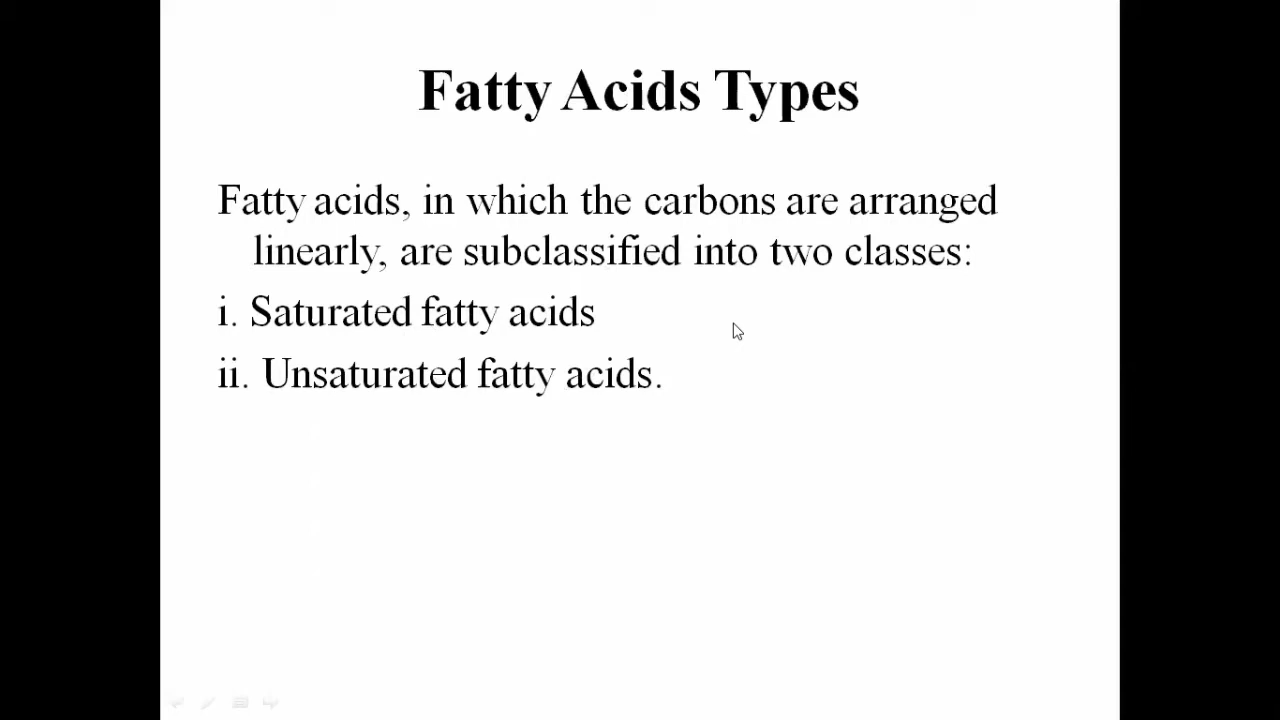 Fatty Acids Types
Fatty acids, in which the carbons are arranged
linearly, are subclassified into two classes:
i. Saturated fatty acids
ii. Unsaturated fatty acids.